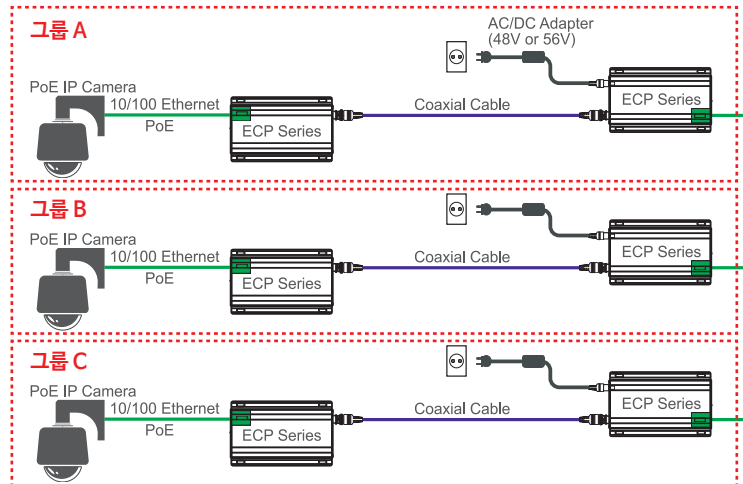 그룹 A
AC/DC Adapter
(48V or 56V)
PoE IP Camera
10/100 Ethernet
PoE
ECP Series
Coaxial Cable
ECP Series
그룹 B
PoE IP Camera
10/100 Ethernet
PoE
ECP Series
Coaxial Cable
ECP Series
그룹 C
PoE IP Camera
10/100 Ethernet
PoE
ECP Series
Coaxial Cable
ECP Series